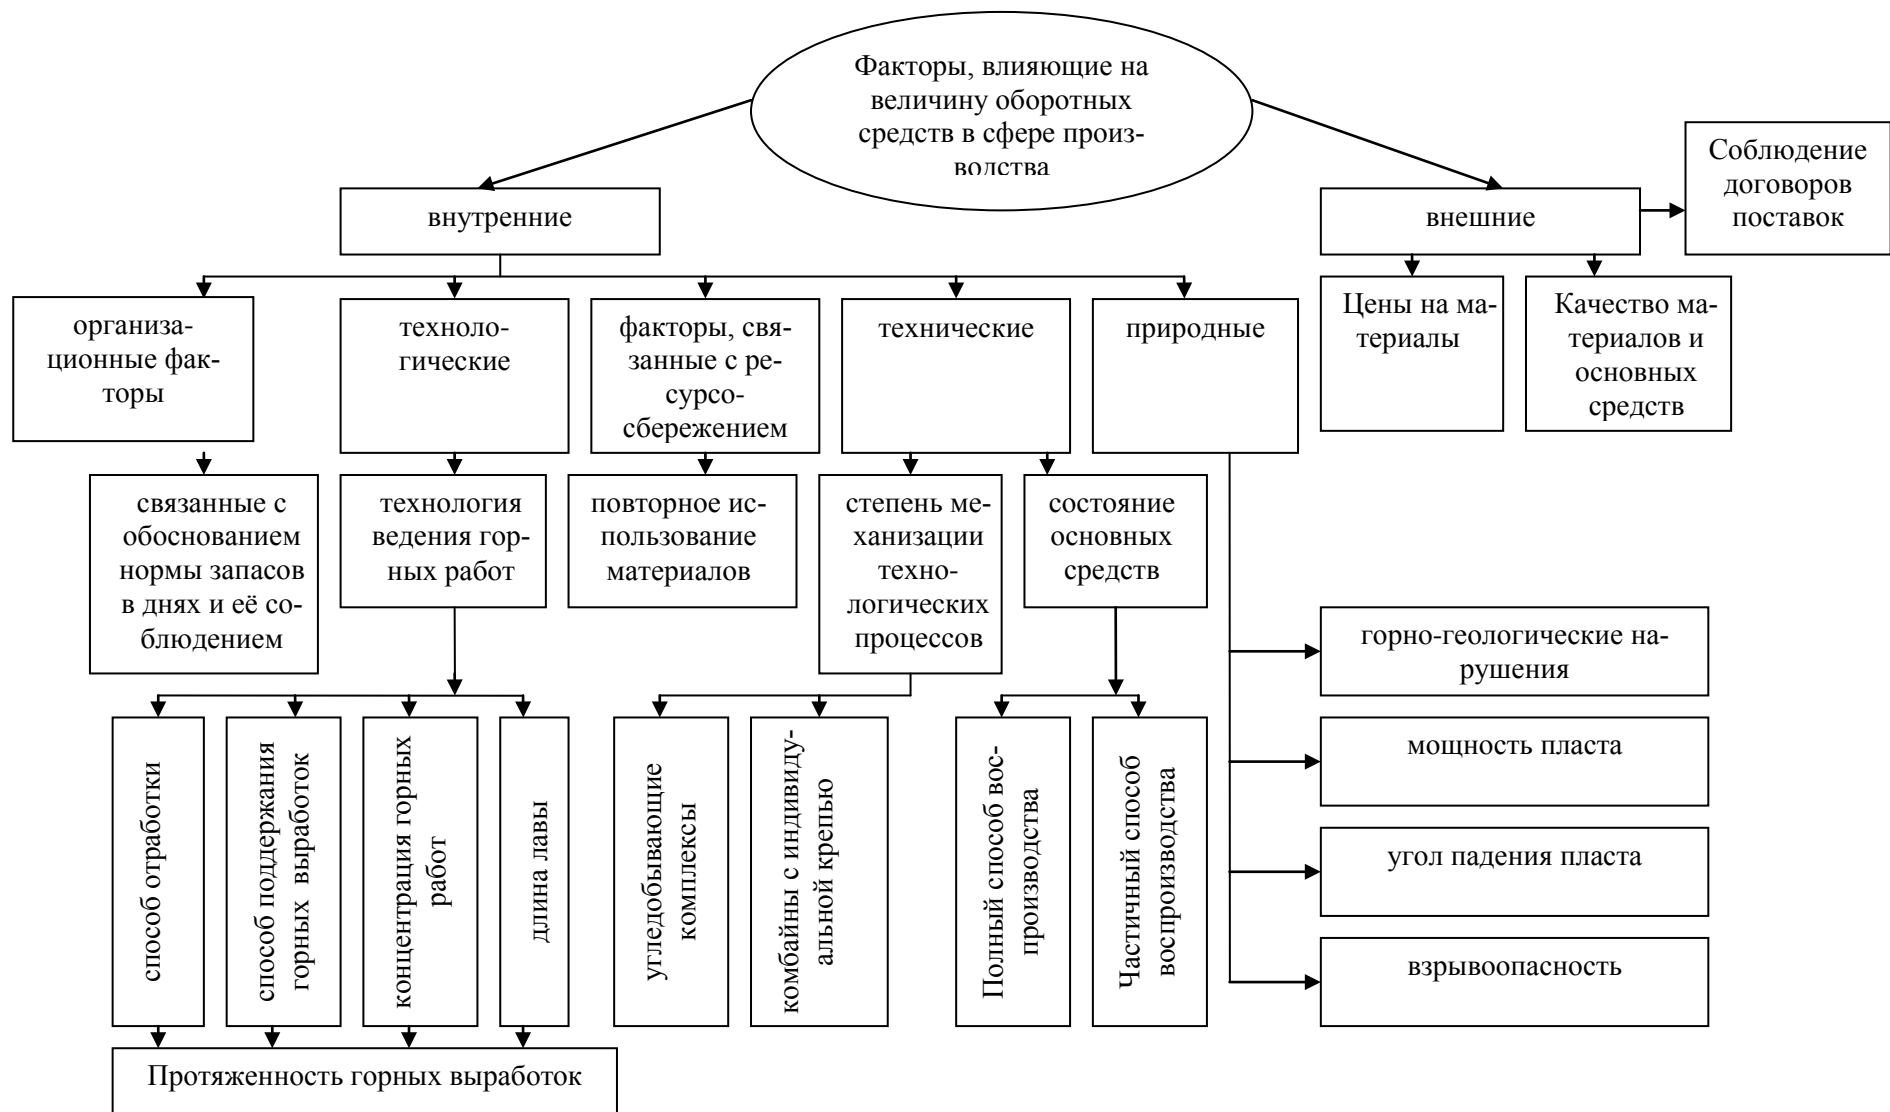 Факторы, влияющие на
величину оборотных
средств в сфере произ-
водства
внутренние
внешние
Соблюдение
договоров
поставок
организа-
ционные фак-
торы
техноло-
гические
факторы, свя-
занные с ре-
сурсо-
сбережением
технические
природные
Цены на ма-
териалы
Качество ма-
териалов и
основных
средств
связанные с
обоснованием
нормы запасов
в днях и её со-
блюдением
технология
ведения гор-
ных работ
повторное ис-
пользование
материалов
степень ме-
ханизации
техно-
логических
процессов
состояние
основных
средств
горно-геологические на-
рушения
мощность пласта
угол падения пласта
взрывоопасность
способ отработки
способ поддержания
горных выработок
концентрация горных
работ
длина лавы
угледобывающие
комплексы
комбайны с индивиду-
альной крепью
Полный способ вос-
производства
Частичный способ
воспроизводства
Протяженность горных выработок